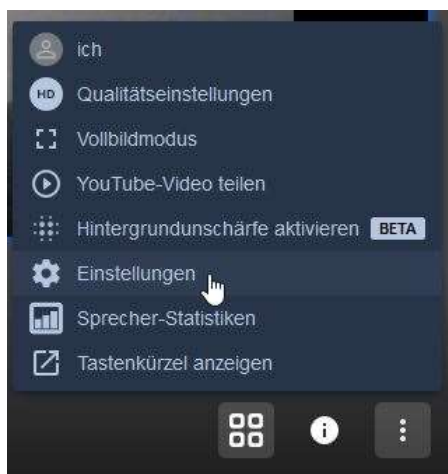 ich
HD Qualitätseinstellungen
Vollbildmodus
YouTube-Video teilen
Hintergrundunschärfe aktivieren BETA
Einstellungen
Sprecher-Statistiken
Tastenkürzel anzeigen